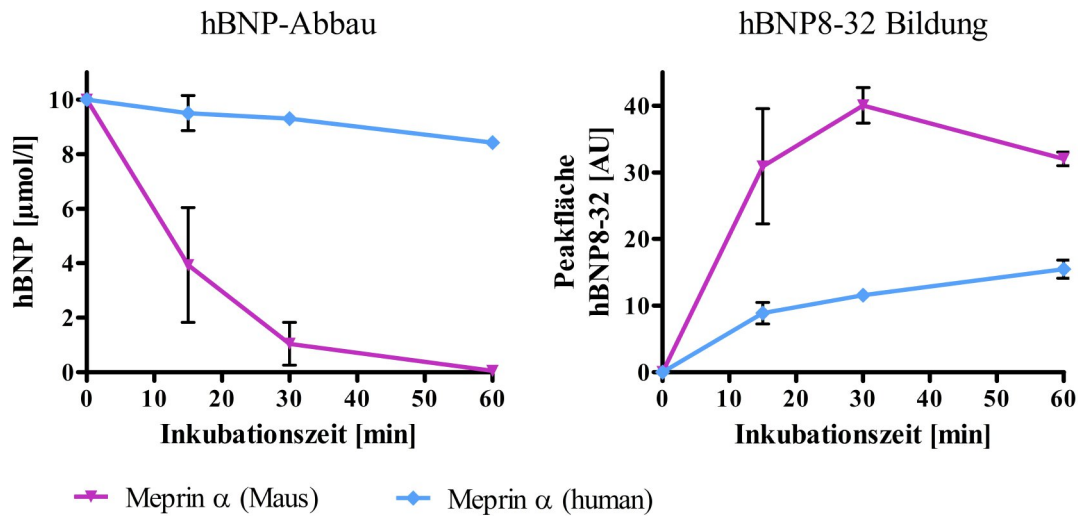 hBNP-Abbau
hBNP [µmol/l]
10
8
6
4
2
0
0 10 20 30 40 50 60
Inkubationszeit [min]
hBNP8-32 Bildung
Peakfläche
hBNP8-32 [AU]
40
30
20
10
0
0 10 20 30 40 50 60
Inkubationszeit [min]
Meprin α (Maus) Meprin α (human)